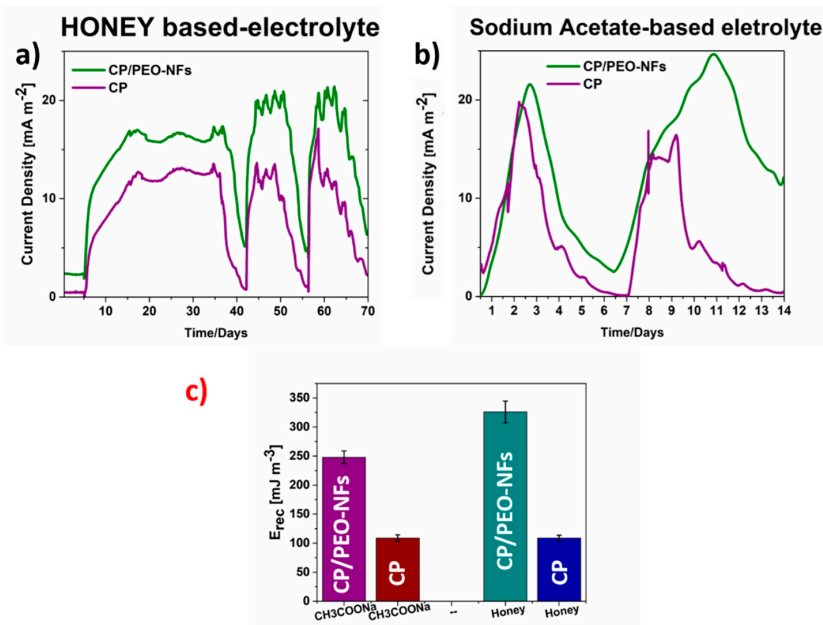 HONEY based-electrolyte
a)
CP/PEO-NFs
CP
Current Density [mA m⁻²]
20
10
0
10 20 30 40 50 60 70
Time/Days
Sodium Acetate-based eletrolyte
b)
CP/PEO-NFs
CP
Current Density [mA m⁻²]
20
10
0
1 2 3 4 5 6 7 8 9 10 11 12 13 14
Time/Days
c)
Erec [mJ m⁻³]
350
300
250
200
150
100
50
0
CP/PEO-NFs
CP
CP/PEO-NFs
CP
CH3COONa CH3COONa -- Honey Honey